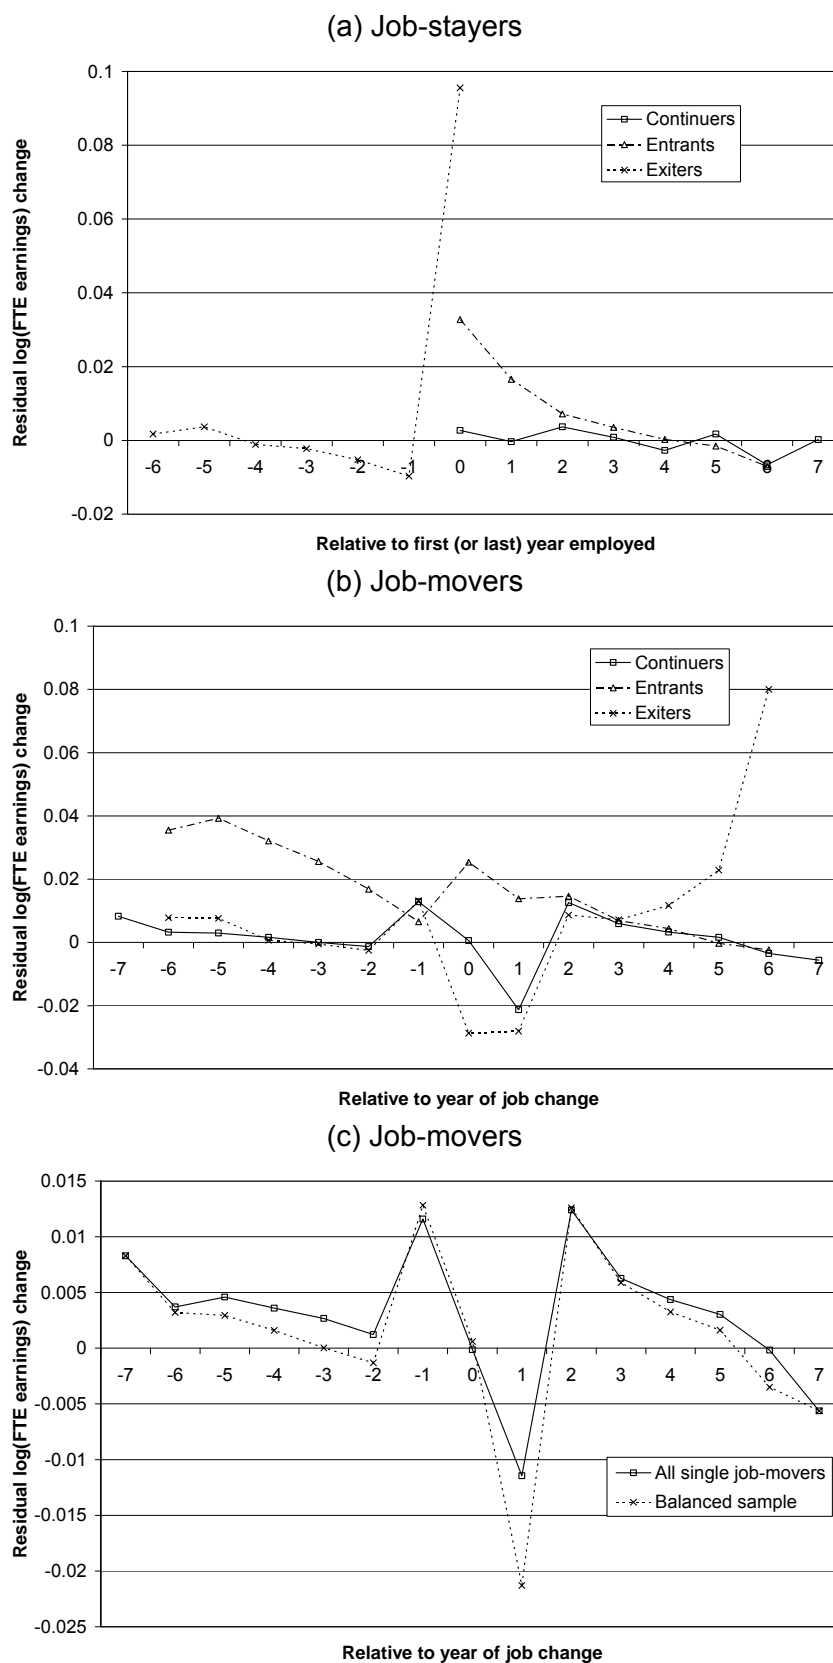 (a) Job-stayers
0.1
0.08
0.06
0.04
0.02
0
-0.02
Residual log(FTE earnings) change
Continuers
Entrants
Exiters
-6 -5 -4 -3 -2 -1 0 1 2 3 4 5 6 7
Relative to first (or last) year employed
(b) Job-movers
0.1
0.08
0.06
0.04
0.02
0
-0.02
-0.04
Residual log(FTE earnings) change
Continuers
Entrants
Exiters
-7 -6 -5 -4 -3 -2 -1 0 1 2 3 4 5 6 7
Relative to year of job change
(c) Job-movers
0.015
0.01
0.005
0
-0.005
-0.01
-0.015
-0.02
-0.025
Residual log(FTE earnings) change
-7 -6 -5 -4 -3 -2 -1 0 1 2 3 4 5 6 7
All single job-movers
Balanced sample
Relative to year of job change